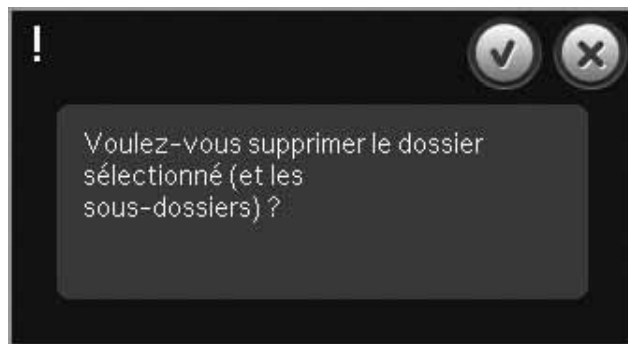 !
Voulez-vous supprimer le dossier
sélectionné (et les
sous-dossiers) ?